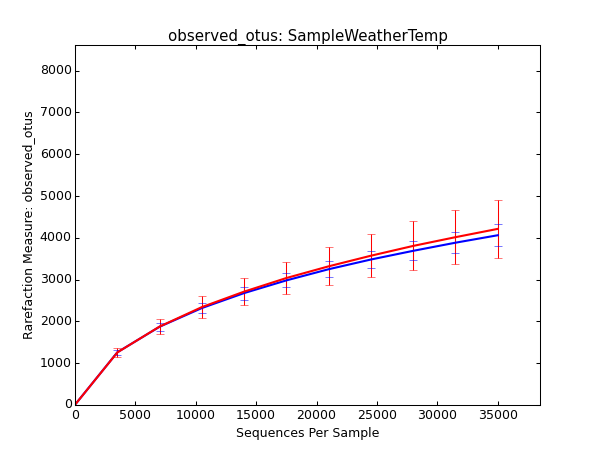 observed_otus: SampleWeatherTemp
Rarefaction Measure: observed_otus
8000
7000
6000
5000
4000
3000
2000
1000
0
0 5000 10000 15000 20000 25000 30000 35000
Sequences Per Sample